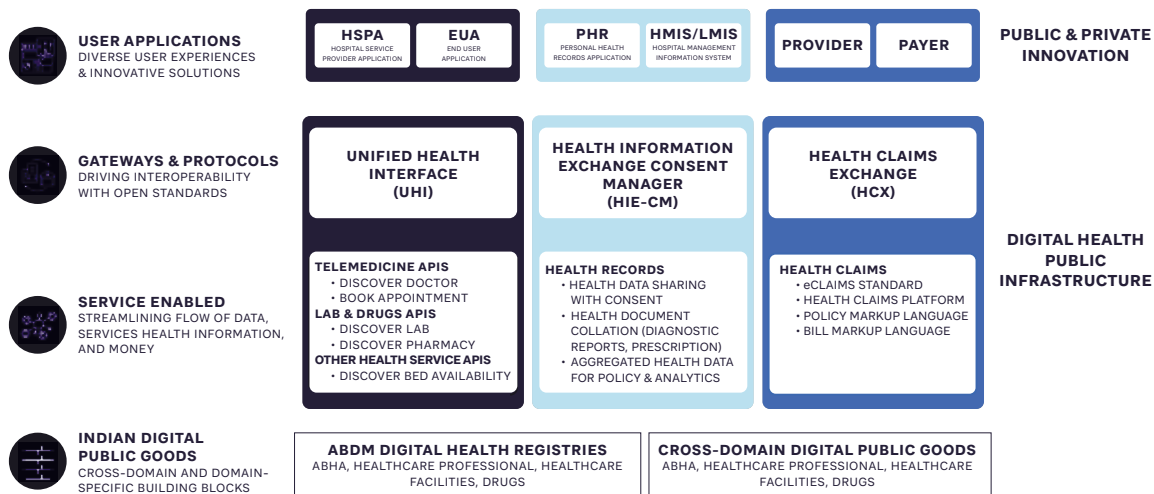 USER APPLICATIONS
DIVERSE USER EXPERIENCES
& INNOVATIVE SOLUTIONS
HSPA
HOSPITAL SERVICE
PROVIDER APPLICATION
EUA
END USER
APPLICATION
PHR
PERSONAL HEALTH
RECORDS APPLICATION
HMIS/LMIS
HOSPITAL MANAGEMENT
INFORMATION SYSTEM
PROVIDER
PAYER
PUBLIC & PRIVATE
INNOVATION
GATEWAYS & PROTOCOLS
DRIVING INTEROPERABILITY
WITH OPEN STANDARDS
UNIFIED HEALTH
INTERFACE
(UHI)
HEALTH INFORMATION
EXCHANGE CONSENT
MANAGER
(HIE-CM)
HEALTH CLAIMS
EXCHANGE
(HCX)
DIGITAL HEALTH
PUBLIC
INFRASTRUCTURE
SERVICE ENABLED
STREAMLINING FLOW OF DATA,
SERVICES HEALTH INFORMATION,
AND MONEY
TELEMEDICINE APIS
• DISCOVER DOCTOR
• BOOK APPOINTMENT
LAB & DRUGS APIS
• DISCOVER LAB
• DISCOVER PHARMACY
OTHER HEALTH SERVICE APIS
• DISCOVER BED AVAILABILITY
HEALTH RECORDS
• HEALTH DATA SHARING
WITH CONSENT
• HEALTH DOCUMENT
COLLATION (DIAGNOSTIC
REPORTS, PRESCRIPTION)
• AGGREGATED HEALTH DATA
FOR POLICY & ANALYTICS
HEALTH CLAIMS
• eCLAIMS STANDARD
• HEALTH CLAIMS PLATFORM
• POLICY MARKUP LANGUAGE
• BILL MARKUP LANGUAGE
INDIAN DIGITAL
PUBLIC GOODS
CROSS-DOMAIN AND DOMAIN-
SPECIFIC BUILDING BLOCKS
ABDM DIGITAL HEALTH REGISTRIES
ABHA, HEALTHCARE PROFESSIONAL, HEALTHCARE
FACILITIES, DRUGS
CROSS-DOMAIN DIGITAL PUBLIC GOODS
ABHA, HEALTHCARE PROFESSIONAL, HEALTHCARE
FACILITIES, DRUGS